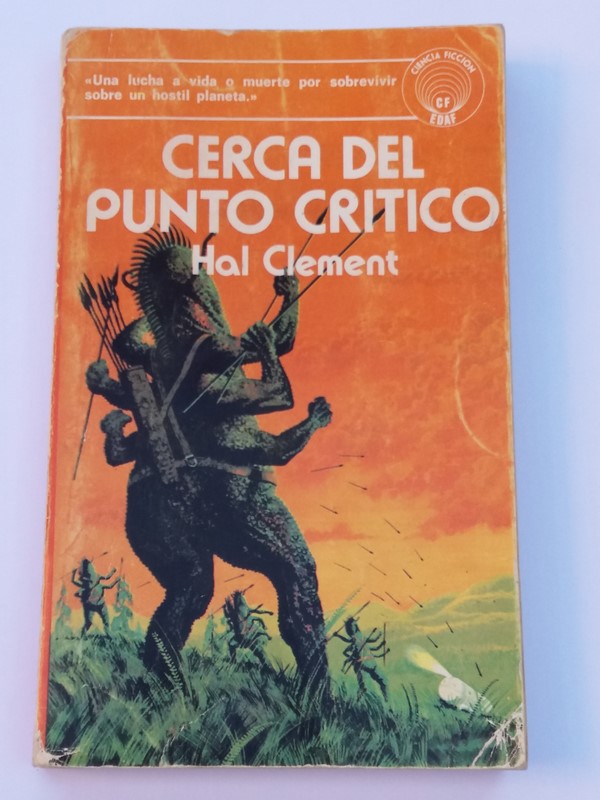 «Una lucha a vida o muerte por sobrevivir
sobre un hostil planeta.»
CIENCIA FICCION
CF
EDAF
CERCA DEL
PUNTO CRITICO
Hal Clement